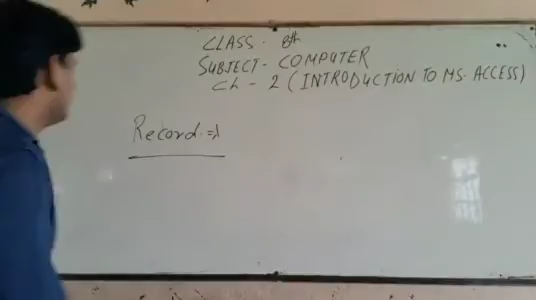 CLASS - 8th
SUBJECT - COMPUTER
Ch - 2 (INTRODUCTION TO MS. ACCESS)
Record ⇒